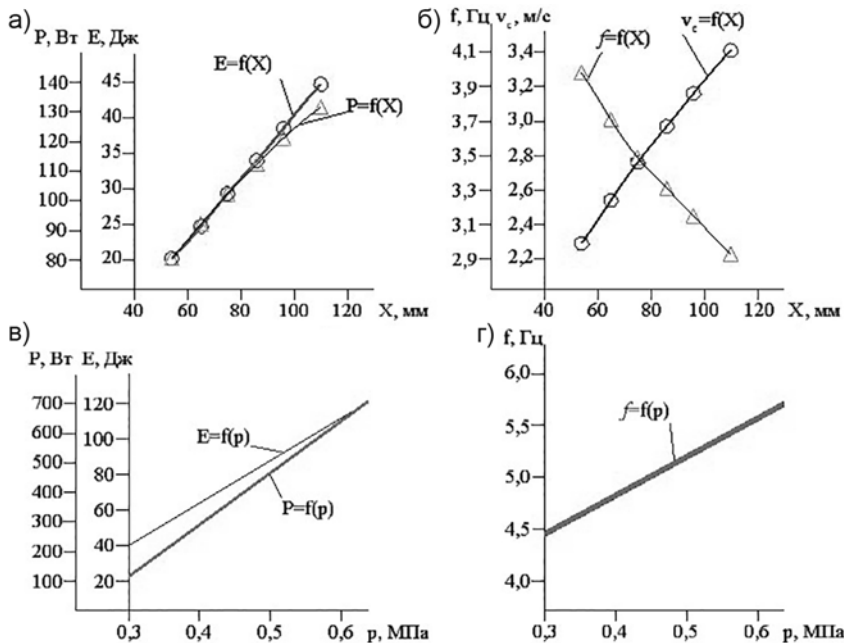 а)
P, Вт E, Дж
140 45
130 40
120 35
110 30
100 25
90 20
80
E=f(X)
P=f(X)
40 60 80 100 120
X, мм
б)
f, Гц v_c, м/с
4,1 3,4
3,9 3,2
3,7 3,0
3,5 2,8
3,3 2,6
3,1 2,4
2,9 2,2
f=f(X)
v_c=f(X)
40 60 80 100 120
X, мм
в)
P, Вт E, Дж
700 120
600 100
500 80
400 60
300 40
200 20
100
E=f(p)
P=f(p)
0,3 0,4 0,5 0,6
p, МПа
г)
f, Гц
6,0
5,5
5,0
4,5
4,0
f=f(p)
0,3 0,4 0,5 0,6
p, МПа